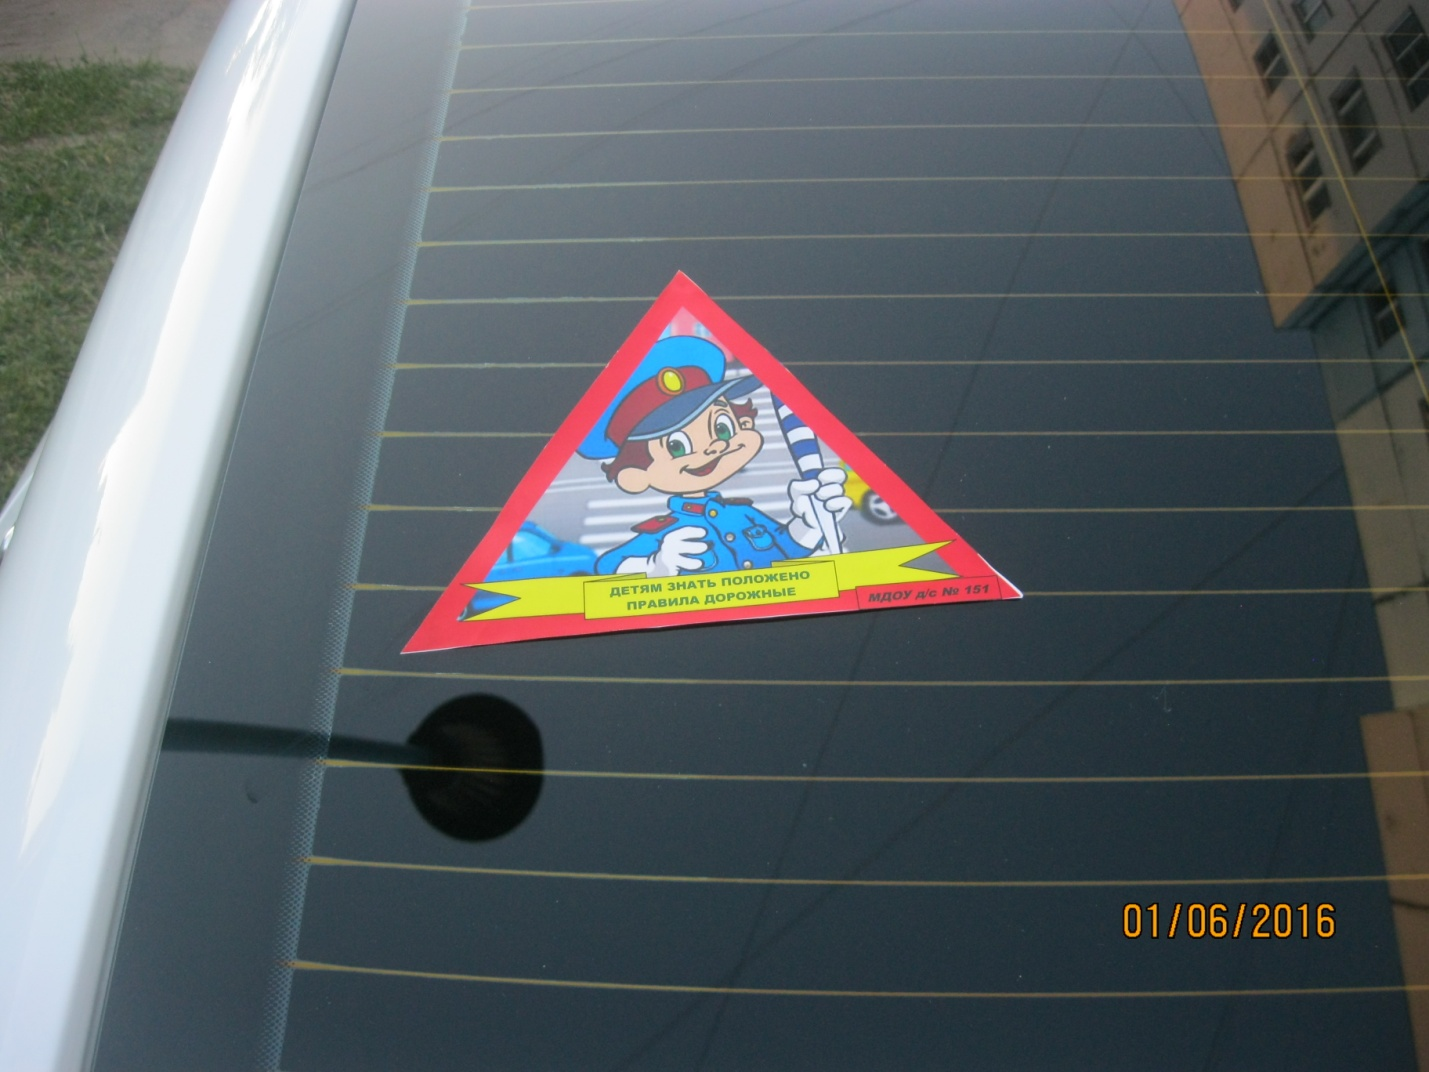 ДЕТЯМ ЗНАТЬ ПОЛОЖЕНО
ПРАВИЛА ДОРОЖНЫЕ
МДОУ д/с № 151
01/06/2016